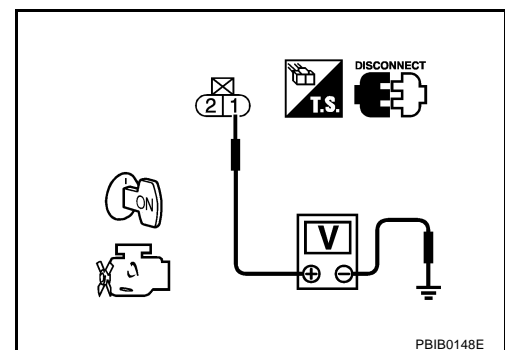 DISCONNECT
T.S.
2 1
ON
V
+ −
PBIB0148E